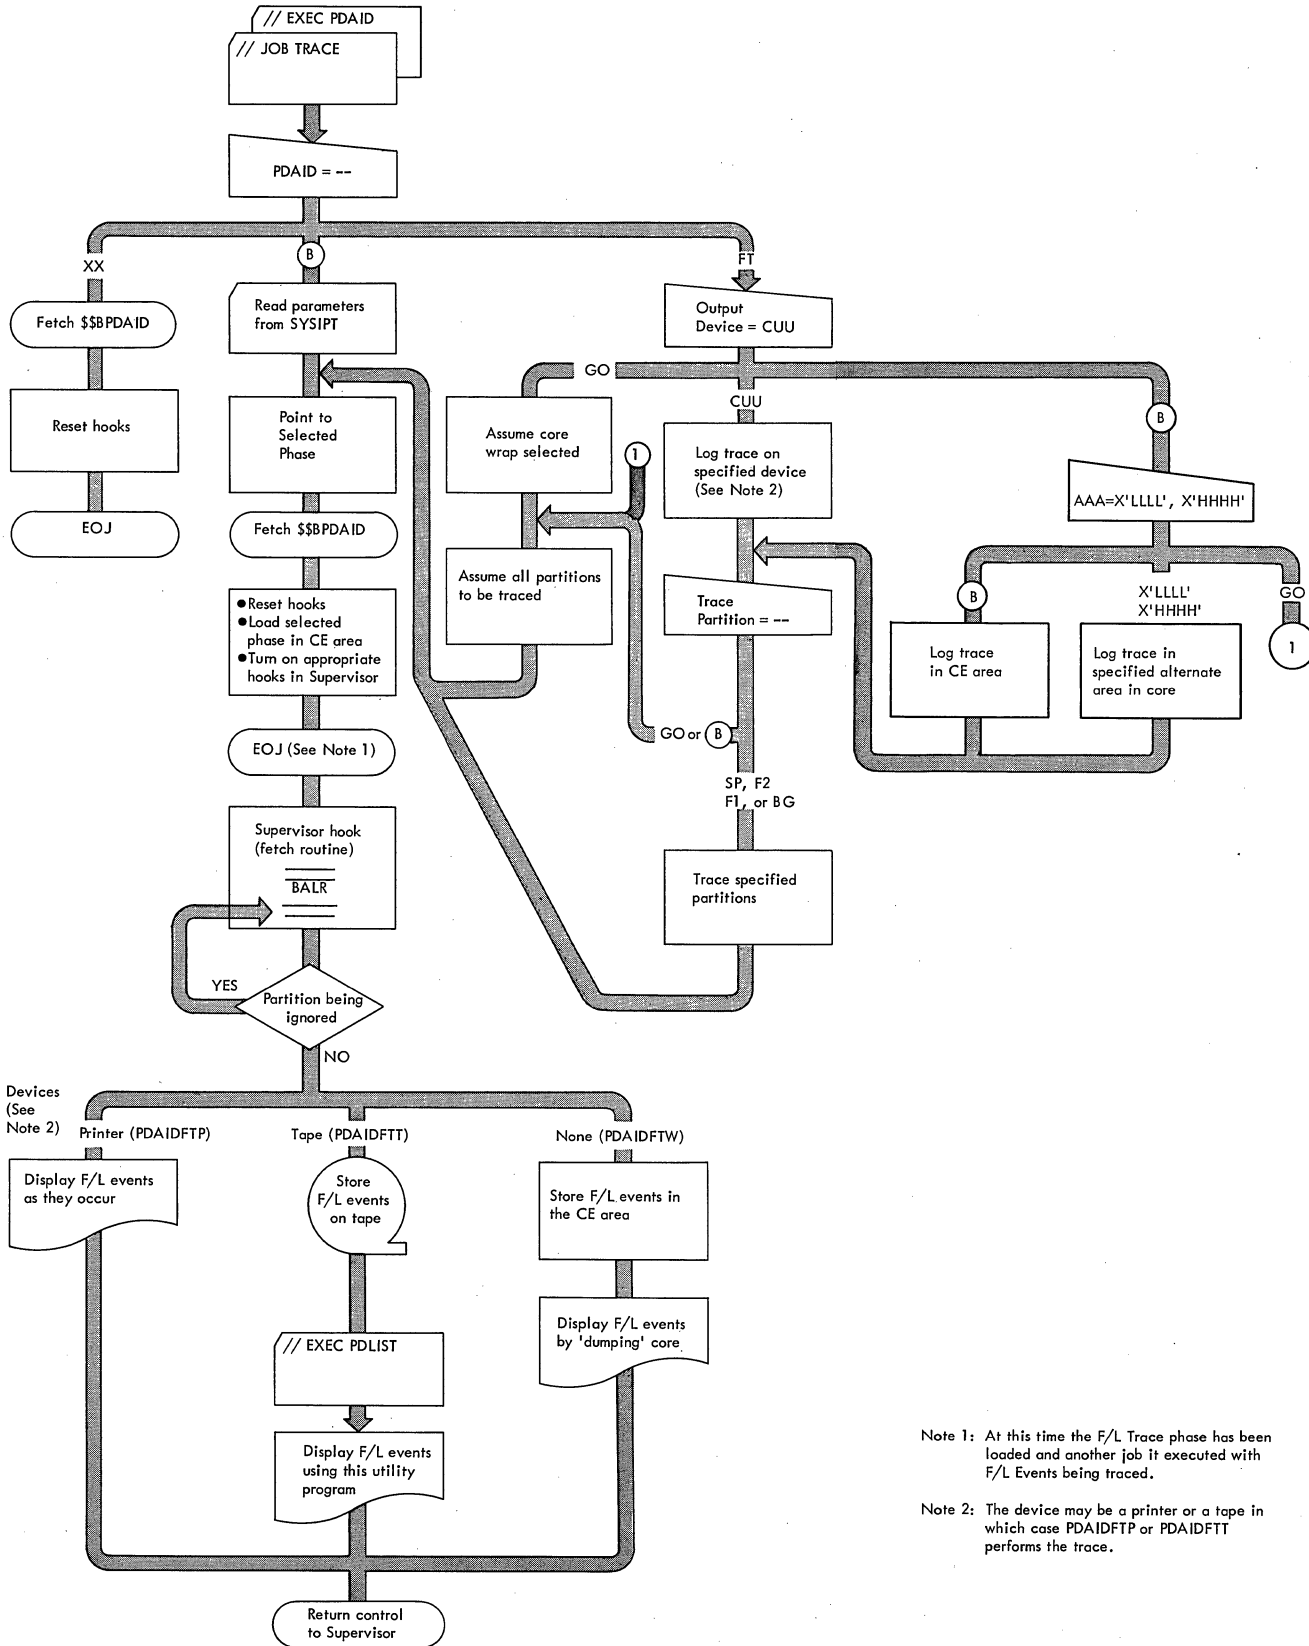 // EXEC PDAID
// JOB TRACE
PDAID = --
XX
B
FT
Fetch $$BPDAID
Read parameters
from SYSIPT
Output
Device = CUU
GO
CUU
B
Reset hooks
Point to
Selected
Phase
Assume core
wrap selected
1
Log trace on
specified device
(See Note 2)
AAA=X'LLLL', X'HHHH'
EOJ
Fetch $$BPDAID
Assume all partitions
to be traced
Trace
Partition = --
B
X'LLLL'
X'HHHH'
GO
1
●Reset hooks
●Load selected
phase in CE area
●Turn on appropriate
hooks in Supervisor
Log trace
in CE area
Log trace in
specified alternate
area in core
GO or B
EOJ (See Note 1)
SP, F2
F1, or BG
Supervisor hook
(fetch routine)
BALR
Trace specified
partitions
YES
Partition being
ignored
NO
Devices
(See
Note 2)
Printer (PDAIDFTP)
Tape (PDAIDFTT)
None (PDAIDFTW)
Display F/L events
as they occur
Store
F/L events
on tape
Store F/L events in
the CE area
// EXEC PDLIST
Display F/L events
by 'dumping' core
Display F/L events
using this utility
program
Return control
to Supervisor
Note 1: At this time the F/L Trace phase has been
loaded and another job it executed with
F/L Events being traced.
Note 2: The device may be a printer or a tape in
which case PDAIDFTP or PDAIDFTT
performs the trace.